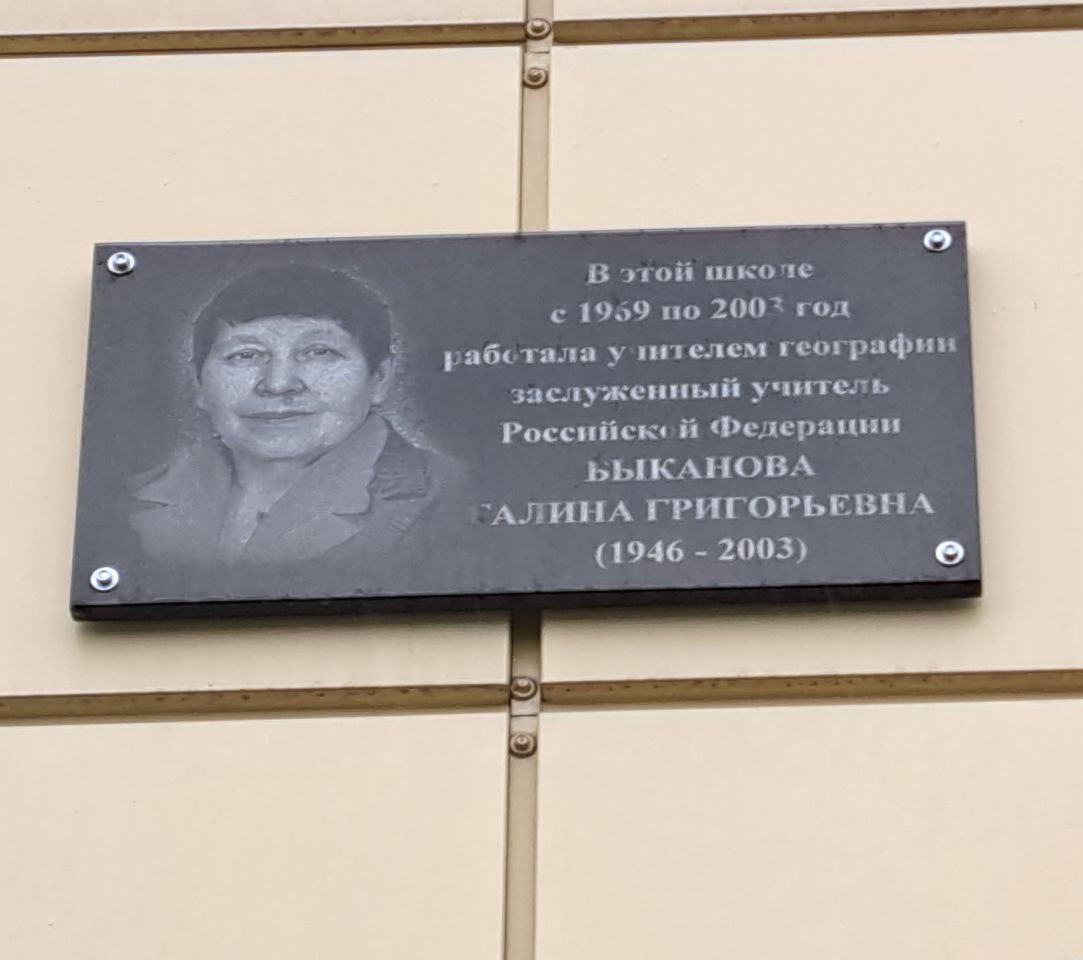 В этой школе
с 1969 по 2003 год
работала учителем географии
заслуженный учитель
Российской Федерации
БЫКАНОВА
ГАЛИНА ГРИГОРЬЕВНА
(1946 - 2003)